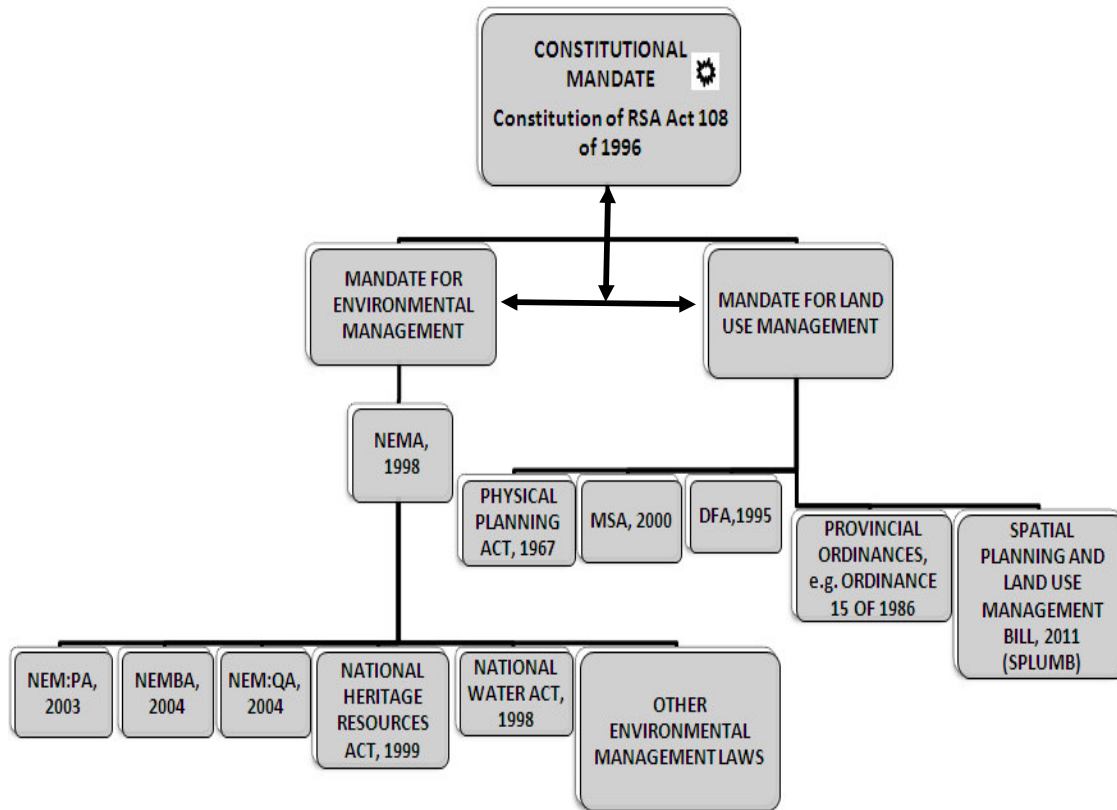 CONSTITUTIONAL
MANDATE
Constitution of RSA Act 108
of 1996
MANDATE FOR
ENVIRONMENTAL
MANAGEMENT
MANDATE FOR LAND
USE MANAGEMENT
NEMA,
1998
PHYSICAL
PLANNING
ACT, 1967
MSA, 2000
DFA,1995
PROVINCIAL
ORDINANCES,
e.g. ORDINANCE
15 OF 1986
SPATIAL
PLANNING AND
LAND USE
MANAGEMENT
BILL, 2011
(SPLUMB)
NEM:PA,
2003
NEMBA,
2004
NEM:QA,
2004
NATIONAL
HERITAGE
RESOURCES
ACT, 1999
NATIONAL
WATER ACT,
1998
OTHER
ENVIRONMENTAL
MANAGEMENT LAWS